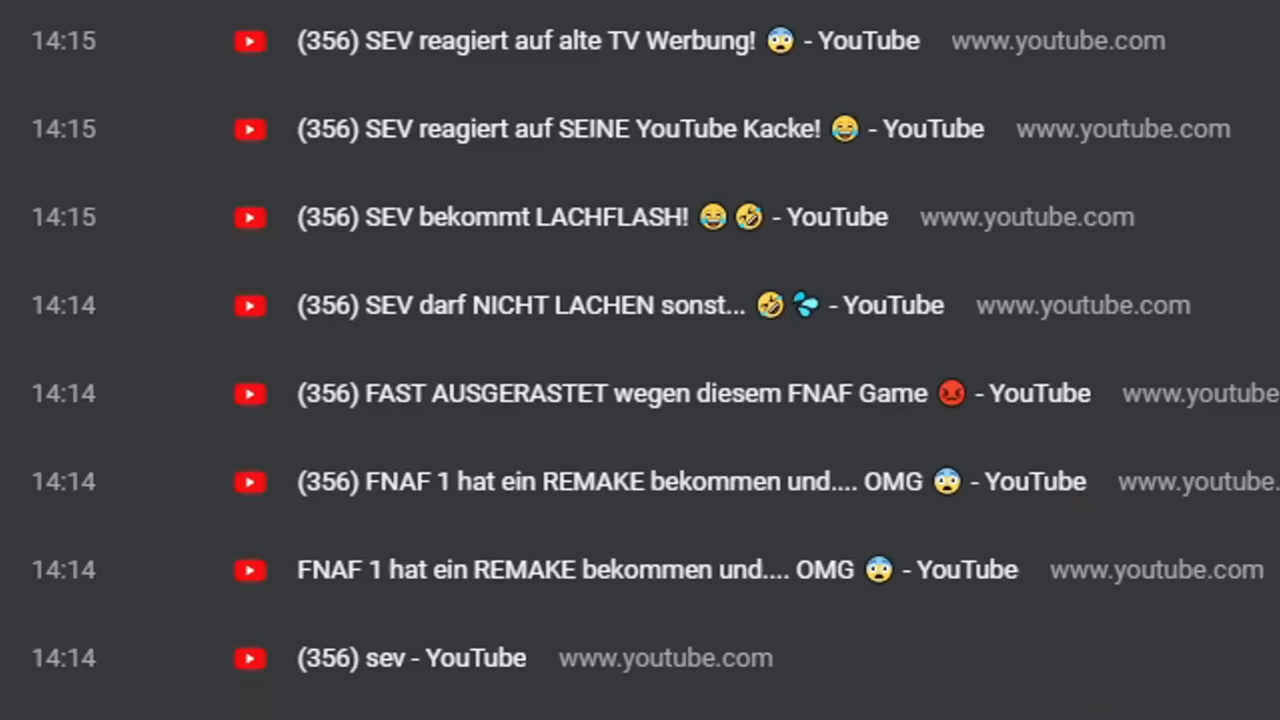 14:15 (356) SEV reagiert auf alte TV Werbung! 😨 - YouTube www.youtube.com
14:15 (356) SEV reagiert auf SEINE YouTube Kacke! 😂 - YouTube www.youtube.com
14:15 (356) SEV bekommt LACHFLASH! 😂🤣 - YouTube www.youtube.com
14:14 (356) SEV darf NICHT LACHEN sonst... 🤣💦 - YouTube www.youtube.com
14:14 (356) FAST AUSGERASTET wegen diesem FNAF Game 😡 - YouTube www.youtube
14:14 (356) FNAF 1 hat ein REMAKE bekommen und.... OMG 😨 - YouTube www.youtube.
14:14 FNAF 1 hat ein REMAKE bekommen und.... OMG 😨 - YouTube www.youtube.com
14:14 (356) sev - YouTube www.youtube.com